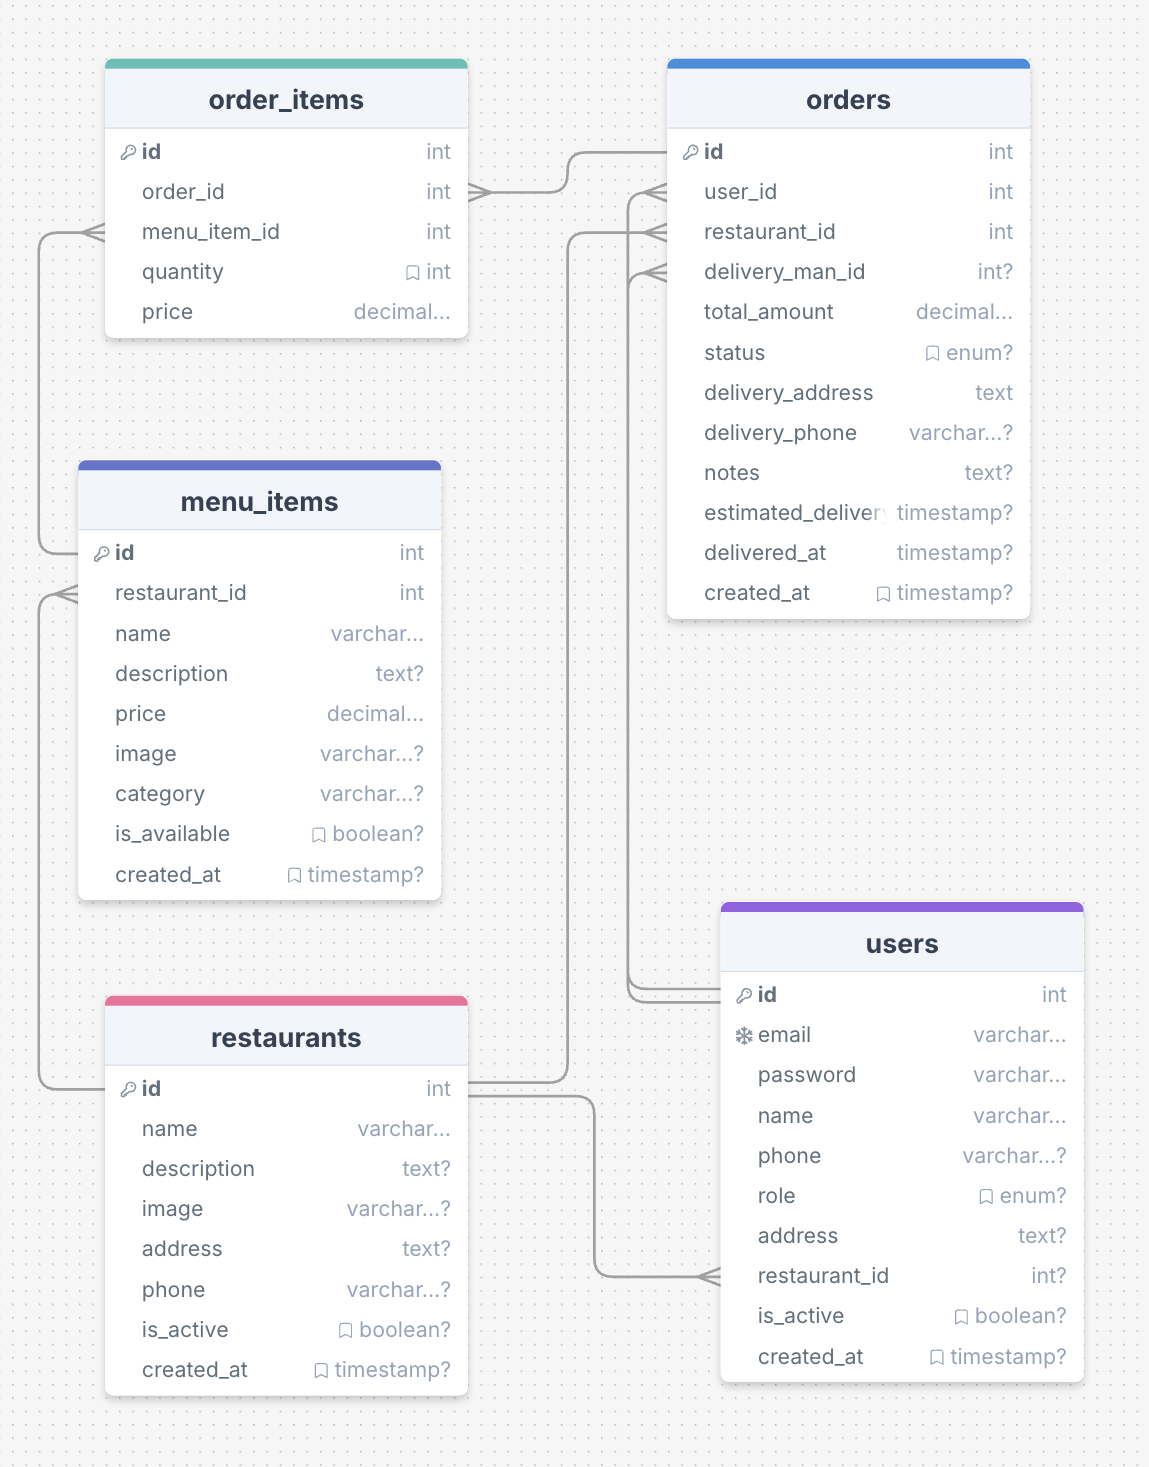 order_items
id int
order_id int
menu_item_id int
quantity int
price decimal...
orders
id int
user_id int
restaurant_id int
delivery_man_id int?
total_amount decimal...
status enum?
delivery_address text
delivery_phone varchar...?
notes text?
estimated_delivery timestamp?
delivered_at timestamp?
created_at timestamp?
menu_items
id int
restaurant_id int
name varchar...
description text?
price decimal...
image varchar...?
category varchar...?
is_available boolean?
created_at timestamp?
users
id int
email varchar...
password varchar...
name varchar...
phone varchar...?
role enum?
address text?
restaurant_id int?
is_active boolean?
created_at timestamp?
restaurants
id int
name varchar...
description text?
image varchar...?
address text?
phone varchar...?
is_active boolean?
created_at timestamp?